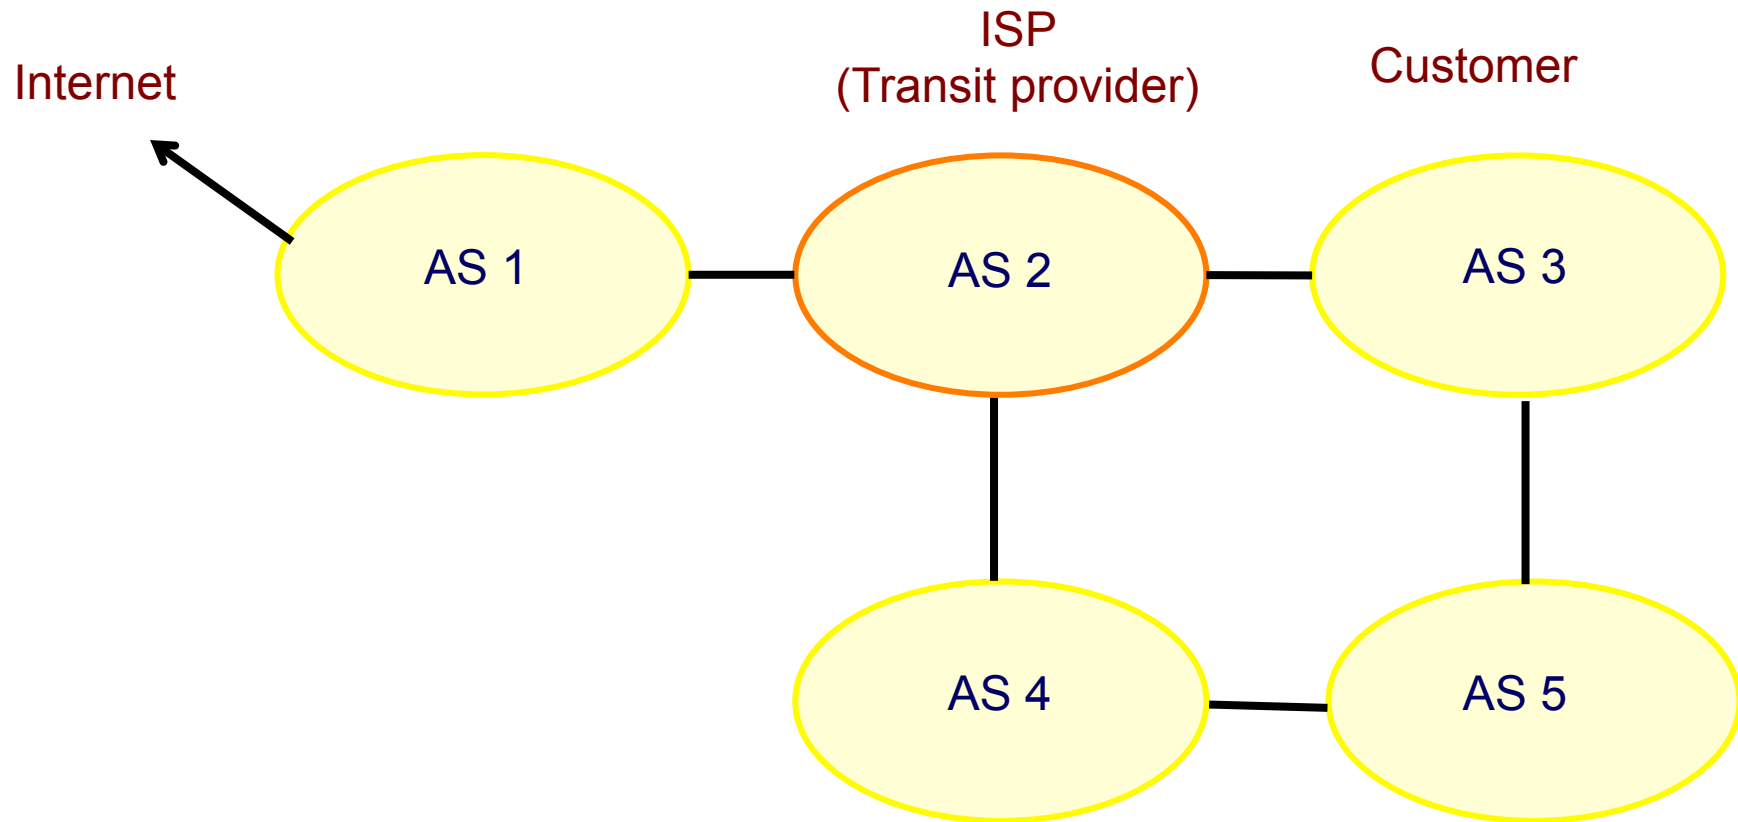 Internet
ISP
(Transit provider)
Customer
AS 1
AS 2
AS 3
AS 4
AS 5